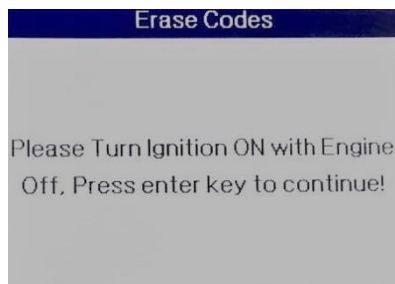 Erase Codes
Please Turn Ignition ON with Engine
Off, Press enter key to continue!